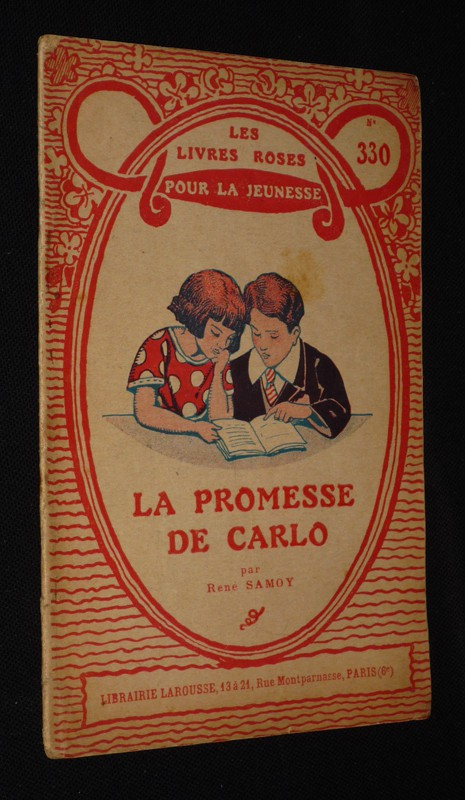 LES
LIVRES ROSES
POUR LA JEUNESSE
N°
330
LA PROMESSE
DE CARLO
par
René SAMOY
LIBRAIRIE LAROUSSE, 13 à 21, Rue Montparnasse, PARIS (6e)